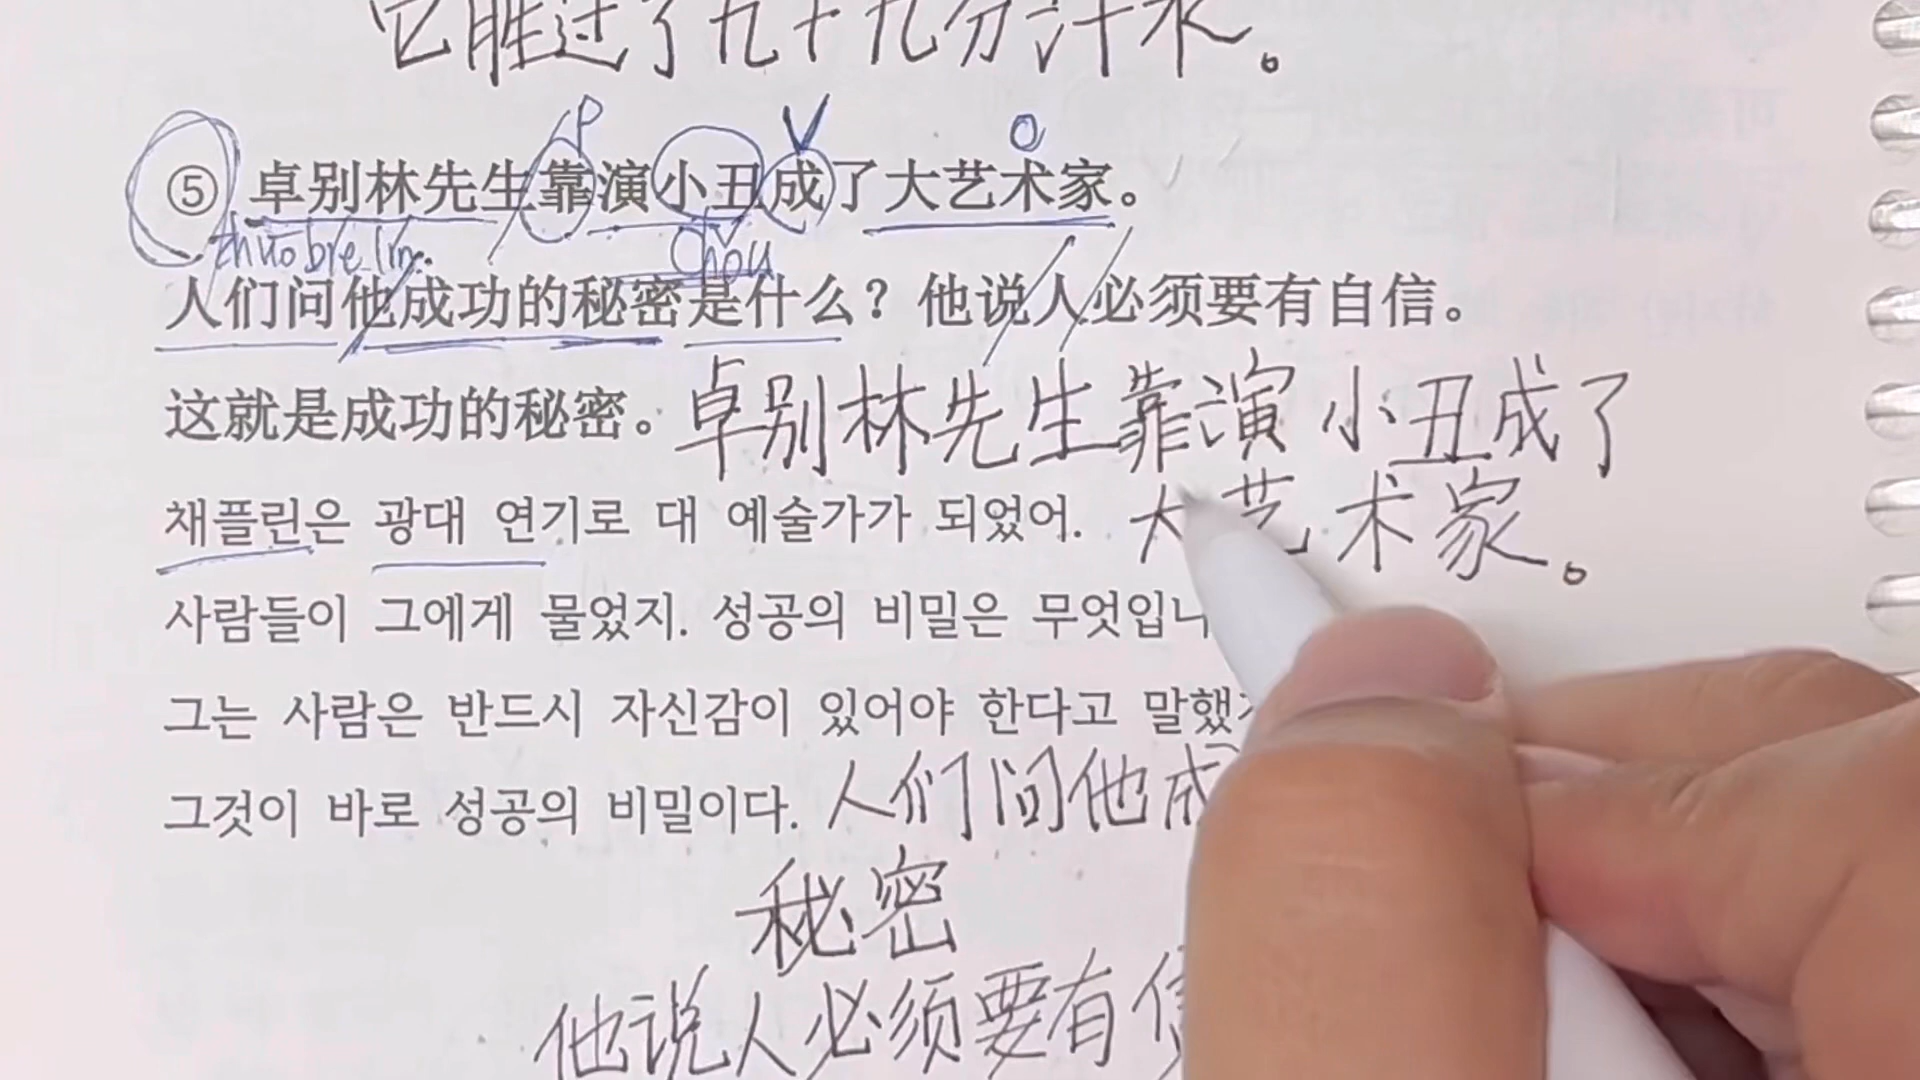 它胜过了九十九分汗水。
P V O
⑤ 卓别林先生靠演小丑成了大艺术家。
zhuo bie lin. chǒu
人们问他成功的秘密是什么？他说人必须要有自信。
这就是成功的秘密。卓别林先生靠演小丑成了
채플린은 광대 연기로 대 예술가가 되었어. 大艺术家。
사람들이 그에게 물었지. 성공의 비밀은 무엇입니
그는 사람은 반드시 자신감이 있어야 한다고 말했
그것이 바로 성공의 비밀이다. 人们问他成
秘密
他说人必须要有信